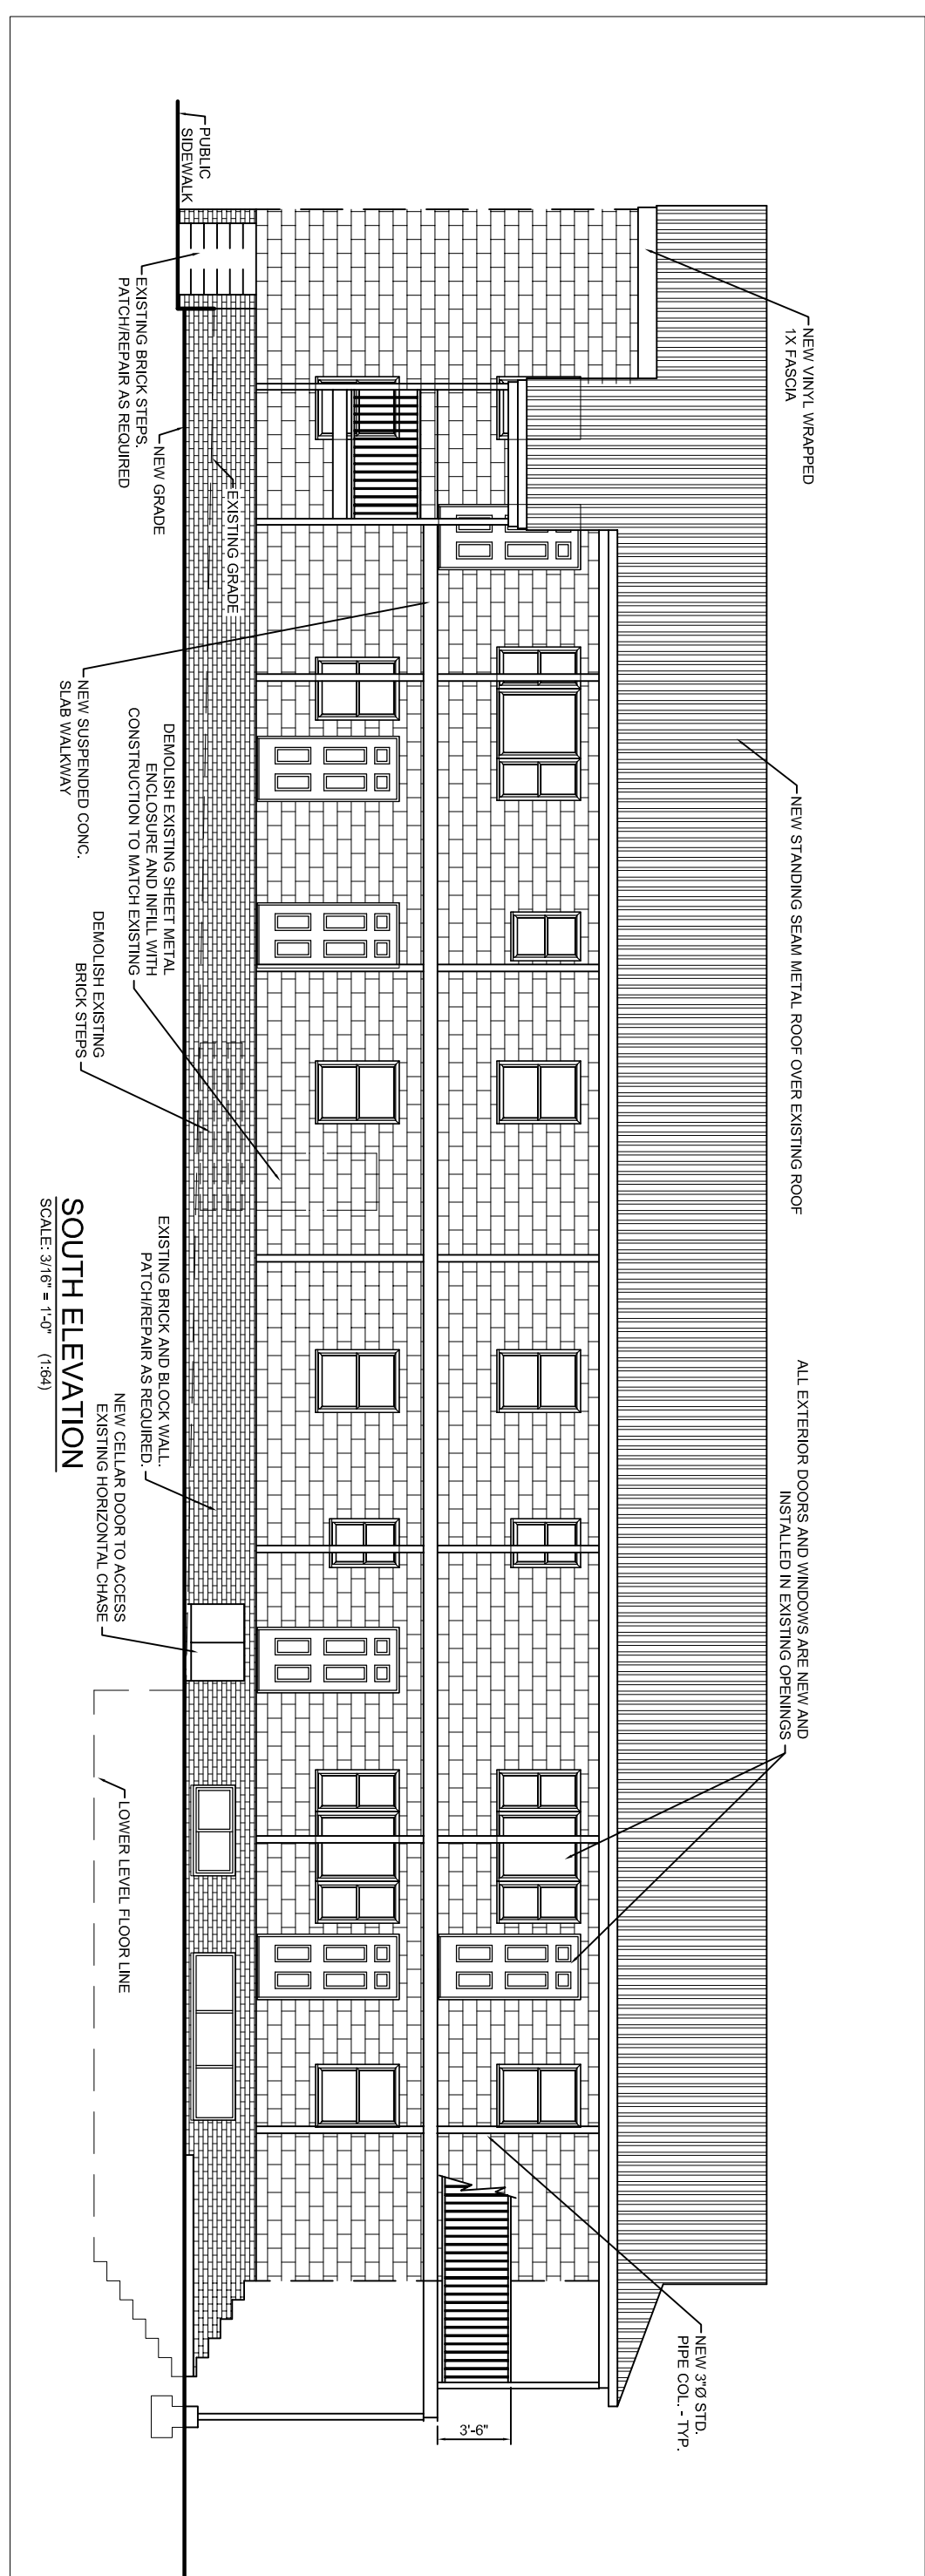 NEW VINYL WRAPPED
1X FASCIA
NEW STANDING SEAM METAL ROOF OVER EXISTING ROOF
ALL EXTERIOR DOORS AND WINDOWS ARE NEW AND
INSTALLED IN EXISTING OPENINGS
NEW 3"Ø STD.
PIPE COL. - TYP.
3'-6"
PUBLIC
SIDEWALK
EXISTING BRICK STEPS.
PATCH/REPAIR AS REQUIRED
NEW GRADE
EXISTING GRADE
NEW SUSPENDED CONC.
SLAB WALKWAY
DEMOLISH EXISTING SHEET METAL
ENCLOSURE AND INFILL WITH
CONSTRUCTION TO MATCH EXISTING
DEMOLISH EXISTING
BRICK STEPS
EXISTING BRICK AND BLOCK WALL.
PATCH/REPAIR AS REQUIRED.
NEW CELLAR DOOR TO ACCESS
EXISTING HORIZONTAL CHASE
LOWER LEVEL FLOOR LINE
SOUTH ELEVATION
SCALE: 3/16" = 1'-0" (1:64)